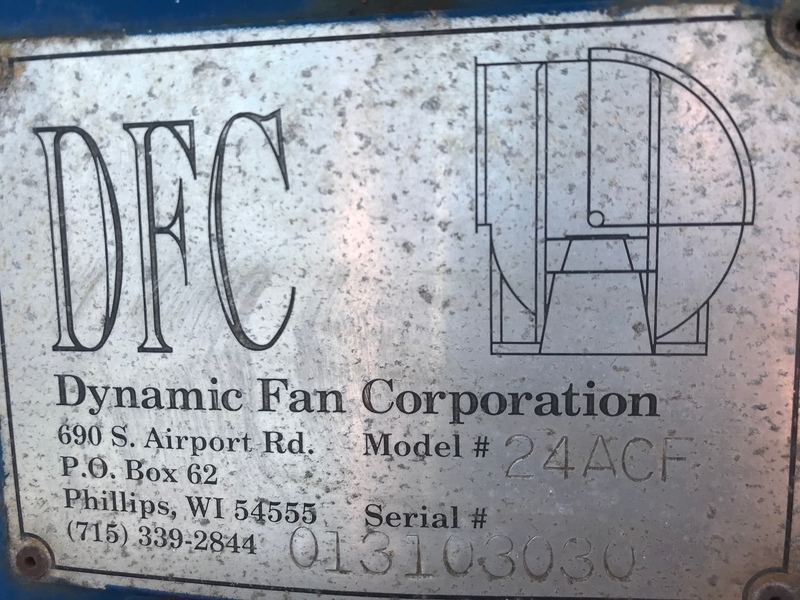 DFC
Dynamic Fan Corporation
690 S. Airport Rd. Model # 24ACF
P.O. Box 62
Phillips, WI 54555 Serial #
(715) 339-2844 013103030